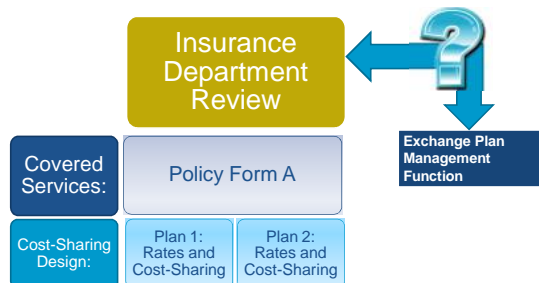 Insurance
Department
Review
?
Exchange Plan
Management
Function
Covered
Services:
Policy Form A
Cost-Sharing
Design:
Plan 1:
Rates and
Cost-Sharing
Plan 2:
Rates and
Cost-Sharing